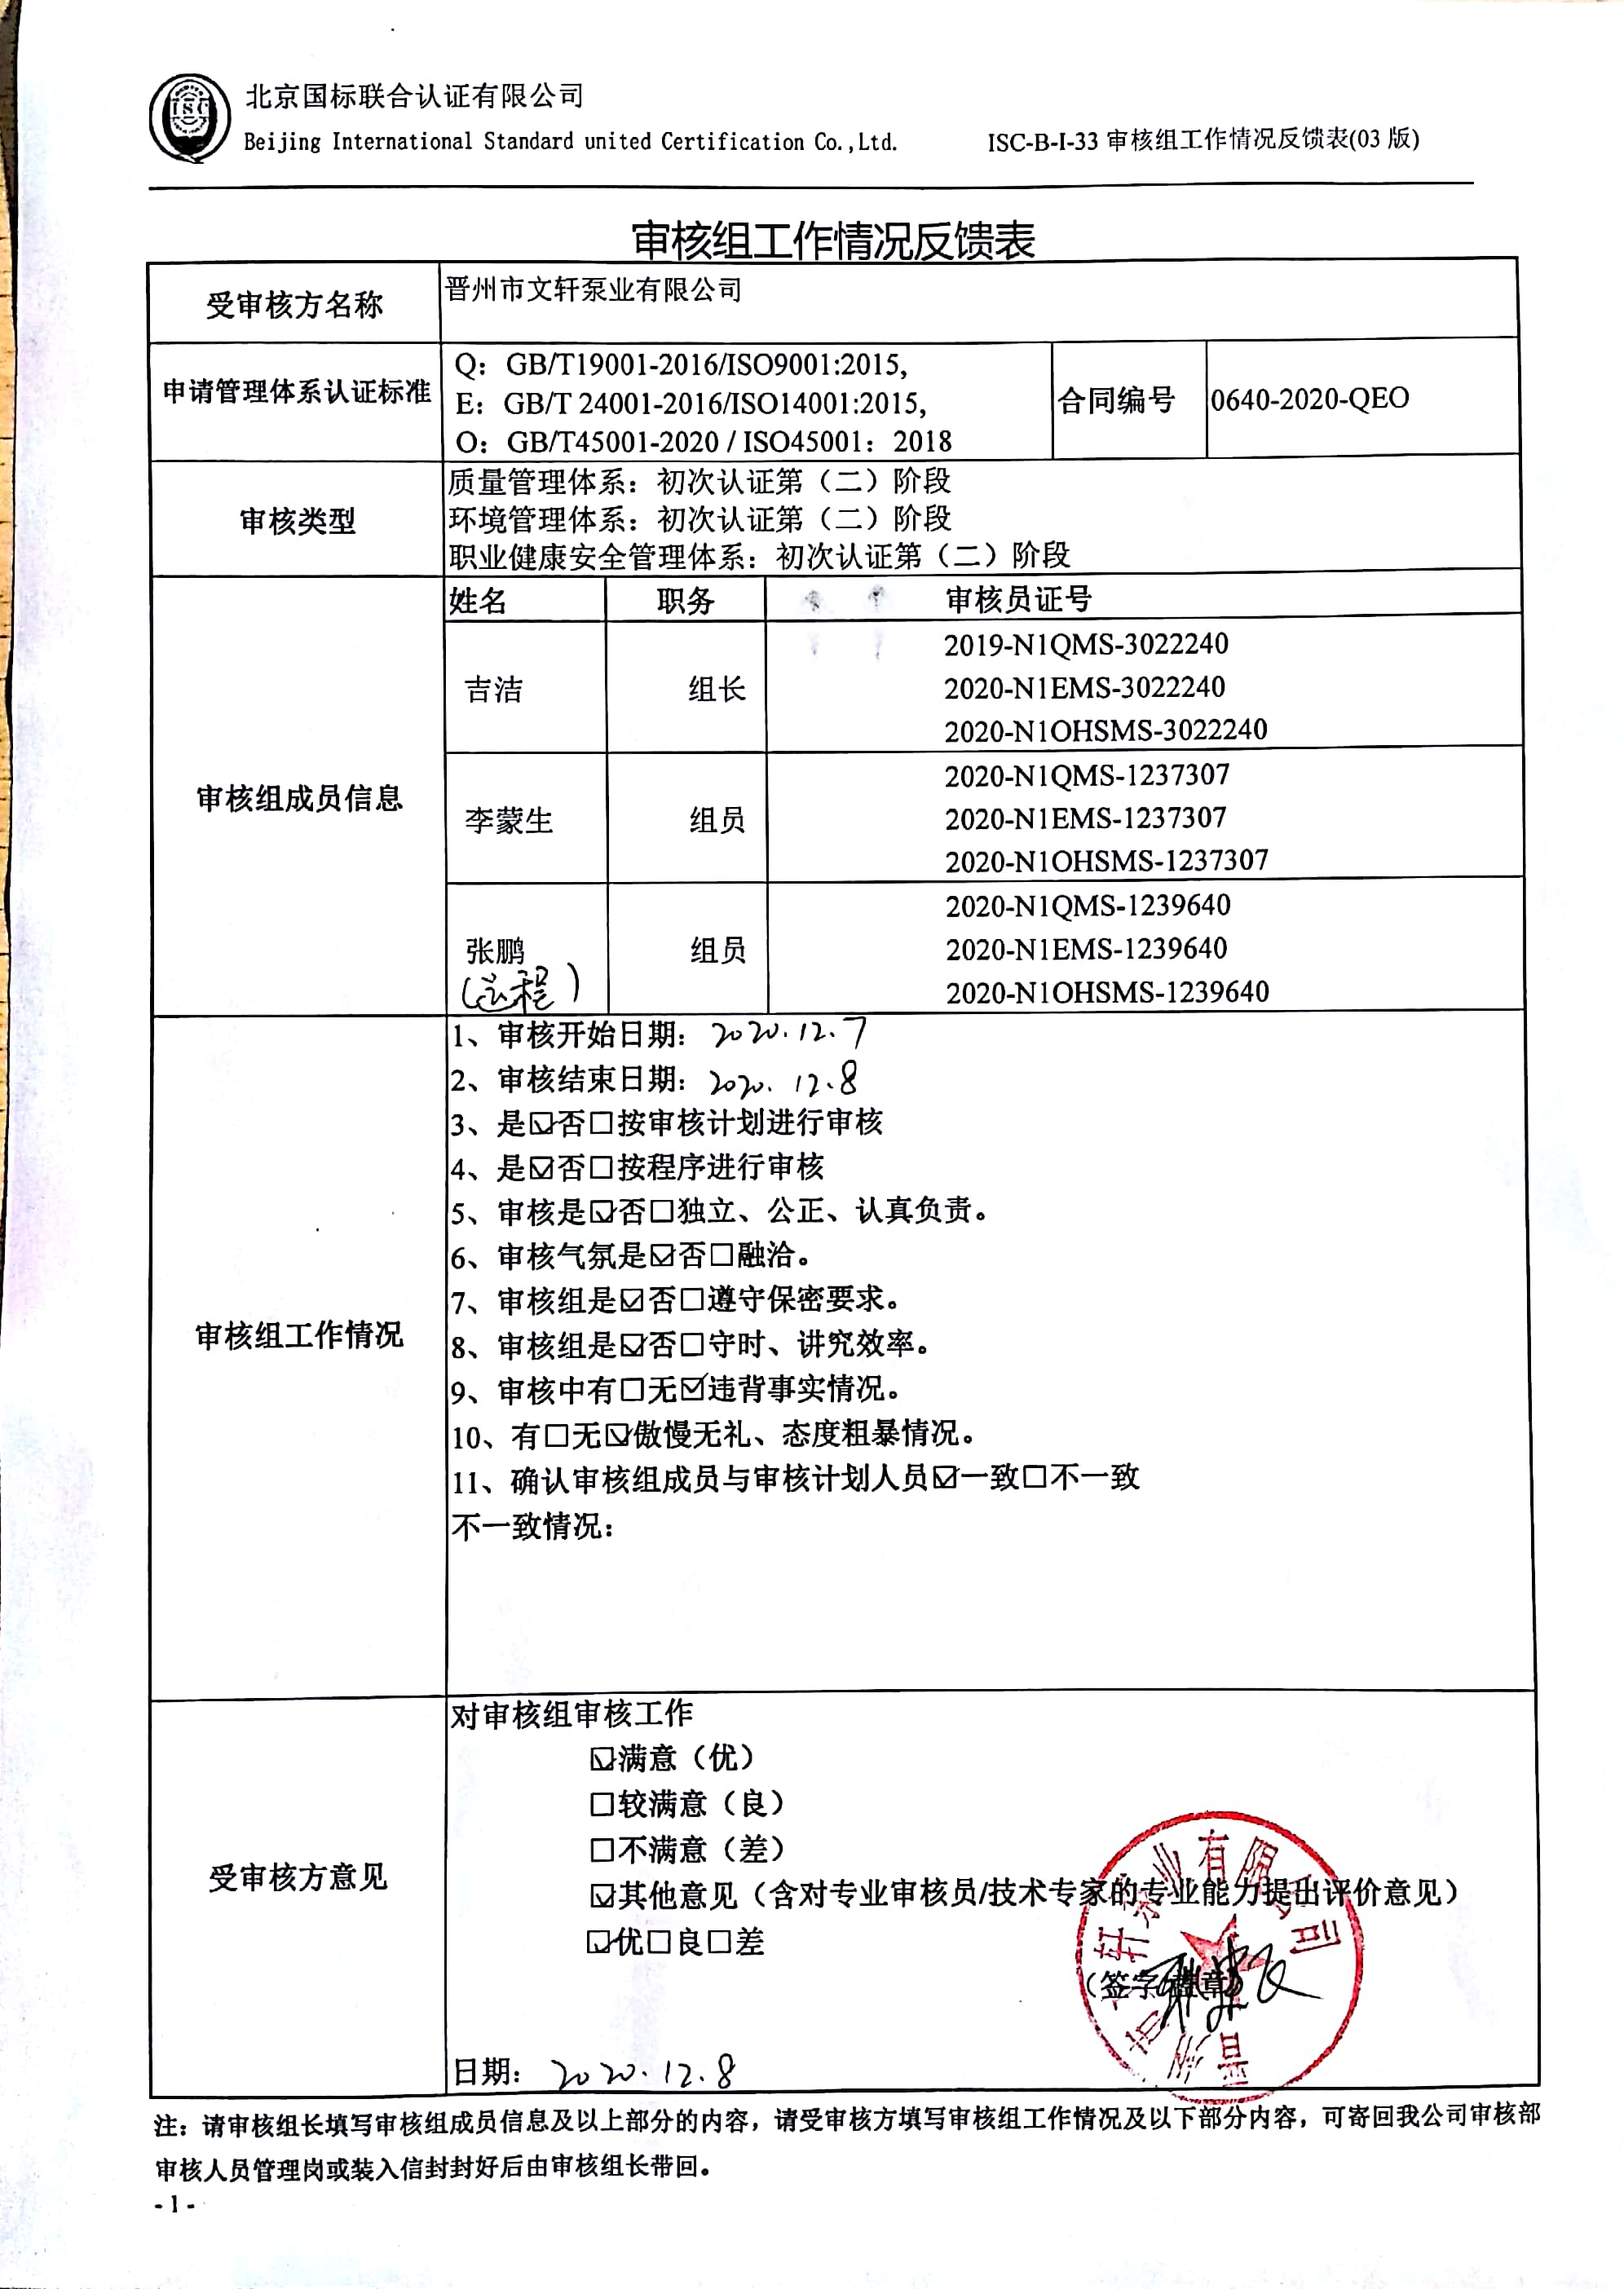 北京国标联合认证有限公司
Beijing International Standard united Certification Co.,Ltd. ISC-B-I-33 审核组工作情况反馈表(03 版)
审核组工作情况反馈表
受审核方名称 晋州市文轩泵业有限公司
申请管理体系认证标准 Q：GB/T19001-2016/ISO9001:2015,
E：GB/T 24001-2016/ISO14001:2015,
O：GB/T45001-2020 / ISO45001：2018
合同编号 0640-2020-QEO
审核类型 质量管理体系：初次认证第（二）阶段
环境管理体系：初次认证第（二）阶段
职业健康安全管理体系：初次认证第（二）阶段
审核组成员信息
姓名 职务 审核员证号
吉洁 组长 2019-N1QMS-3022240
2020-N1EMS-3022240
2020-N1OHSMS-3022240
李蒙生 组员 2020-N1QMS-1237307
2020-N1EMS-1237307
2020-N1OHSMS-1237307
张鹏 组员 2020-N1QMS-1239640
(远程) 2020-N1EMS-1239640
2020-N1OHSMS-1239640
审核组工作情况
1、审核开始日期：2020.12.7
2、审核结束日期：2020.12.8
3、是☑否□按审核计划进行审核
4、是☑否□按程序进行审核
5、审核是☑否□独立、公正、认真负责。
6、审核气氛是☑否□融洽。
7、审核组是☑否□遵守保密要求。
8、审核组是☑否□守时、讲究效率。
9、审核中有□无☑违背事实情况。
10、有□无☑傲慢无礼、态度粗暴情况。
11、确认审核组成员与审核计划人员☑一致□不一致
不一致情况：
受审核方意见
对审核组审核工作
☑满意（优）
□较满意（良）
□不满意（差）
☑其他意见（含对专业审核员/技术专家的专业能力提出评价意见）
☑优□良□差
（签字/盖章）
日期：2020.12.8
注：请审核组长填写审核组成员信息及以上部分的内容，请受审核方填写审核组工作情况及以下部分内容，可寄回我公司审核部
审核人员管理岗或装入信封封好后由审核组长带回。
- 1 -